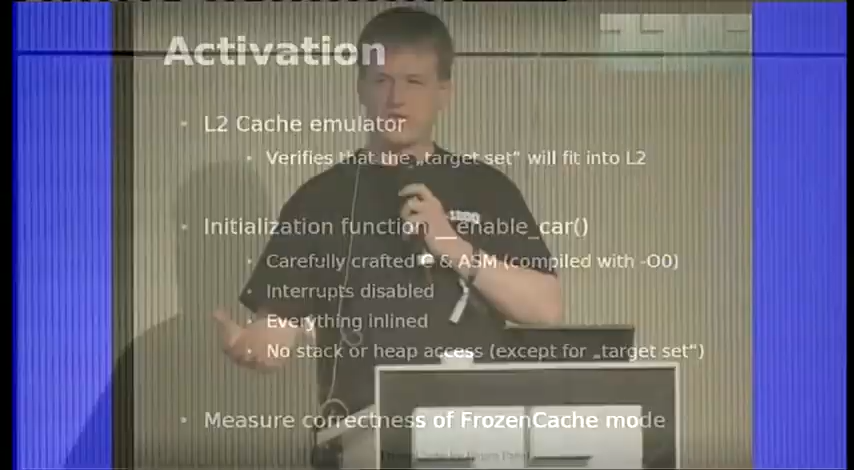 Activation
• L2 Cache emulator
• Verifies that the „target set“ will fit into L2
• Initialization function __enable_car()
• Carefully crafted C & ASM (compiled with -O0)
• Interrupts disabled
• Everything inlined
• No stack or heap access (except for „target set“)
• Measure correctness of FrozenCache mode